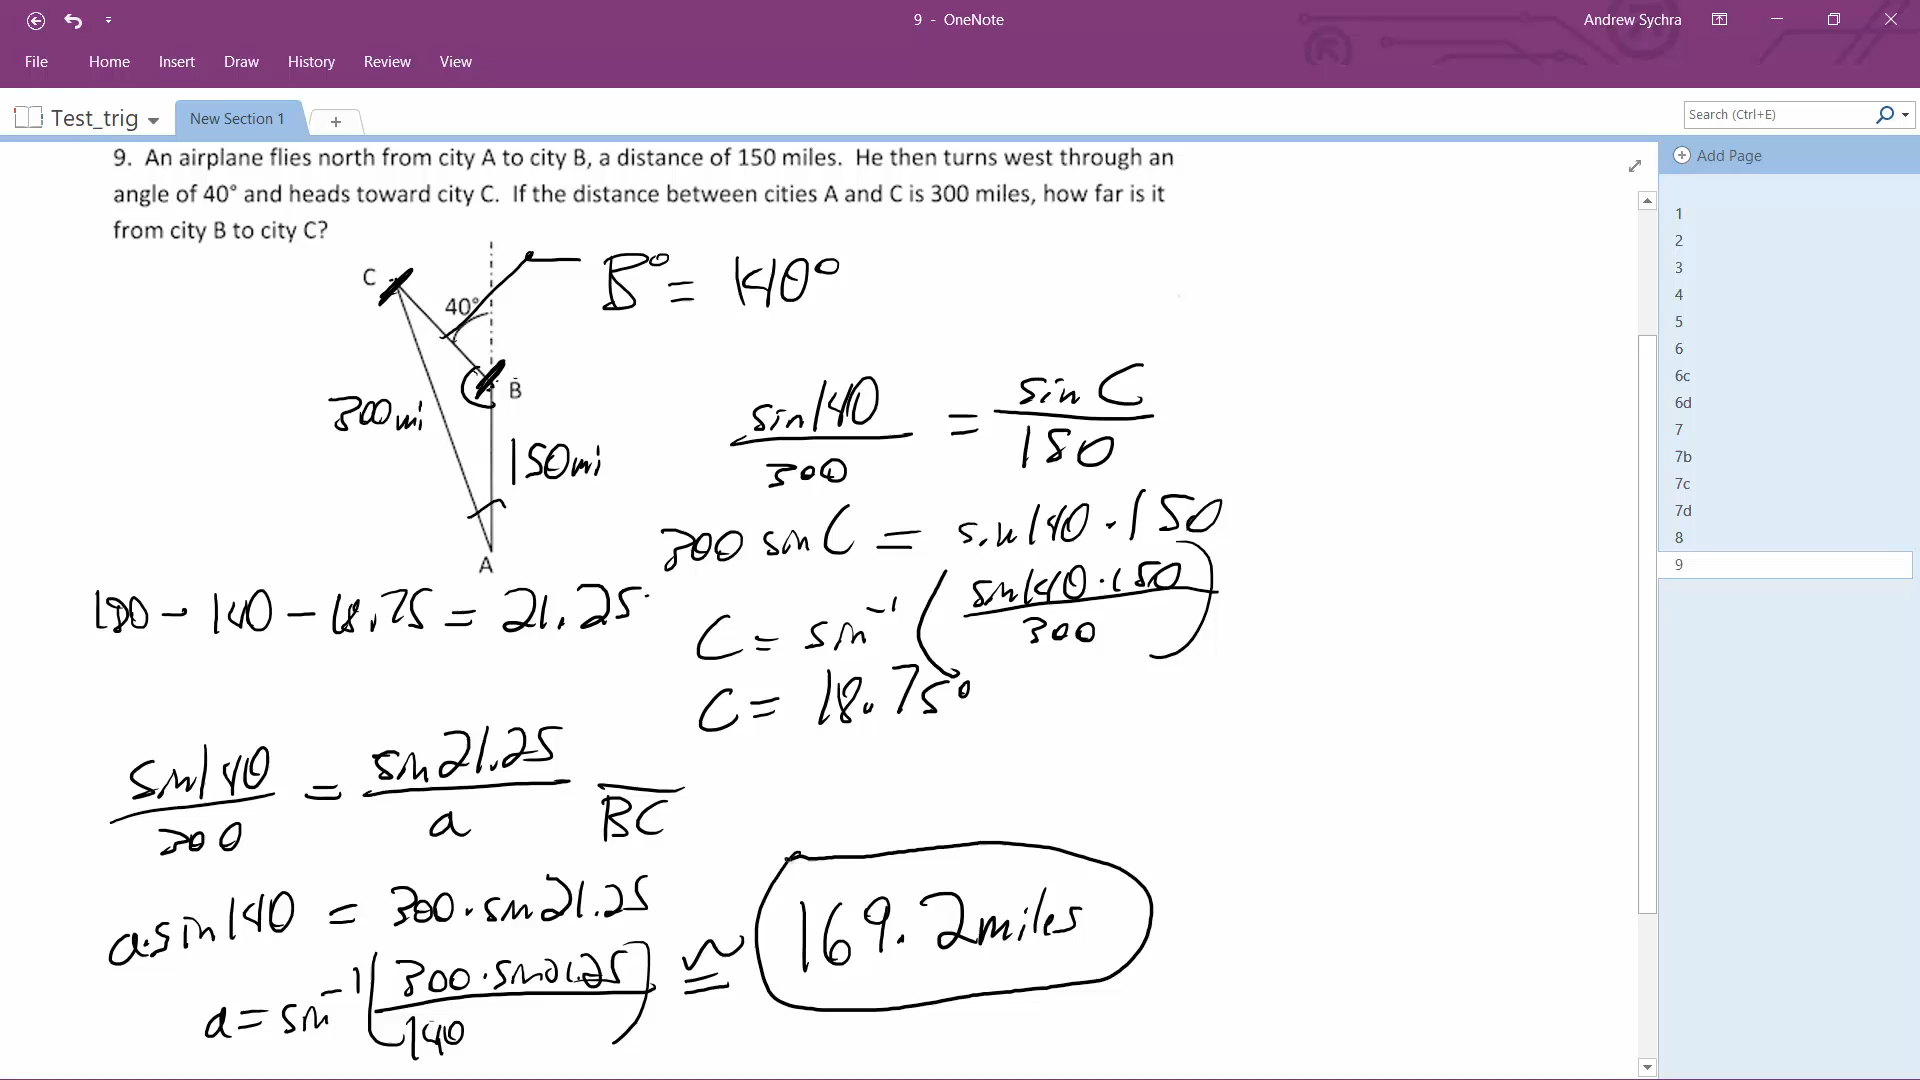 9 - OneNote
Andrew Sychra
File Home Insert Draw History Review View
Test_trig
New Section 1
+
Search (Ctrl+E)
9. An airplane flies north from city A to city B, a distance of 150 miles. He then turns west through an
angle of 40° and heads toward city C. If the distance between cities A and C is 300 miles, how far is it
from city B to city C?
C
40°
B° = 140°
B
300mi
150mi
A
sin140/300 = sin C/150
300 sin C = sin140 · 150
C = sin⁻¹(sin140·150/300)
C = 18.75°
180 - 140 - 18.75 = 21.25
sin140/300 = sin21.25/a
BC
a·sin140 = 300·sin21.25
a = sin⁻¹(300·sin21.25/140) ≅ 169.2miles
Add Page
1
2
3
4
5
6
6c
6d
7
7b
7c
7d
8
9